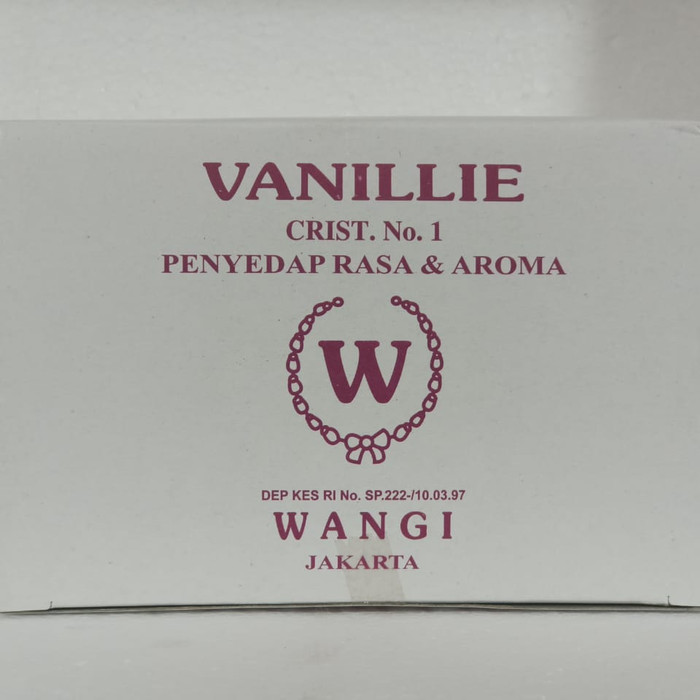 VANILLIE
CRIST. No. 1
PENYEDAP RASA & AROMA
W
DEP KES RI No. SP.222-/10.03.97
WANGI
JAKARTA